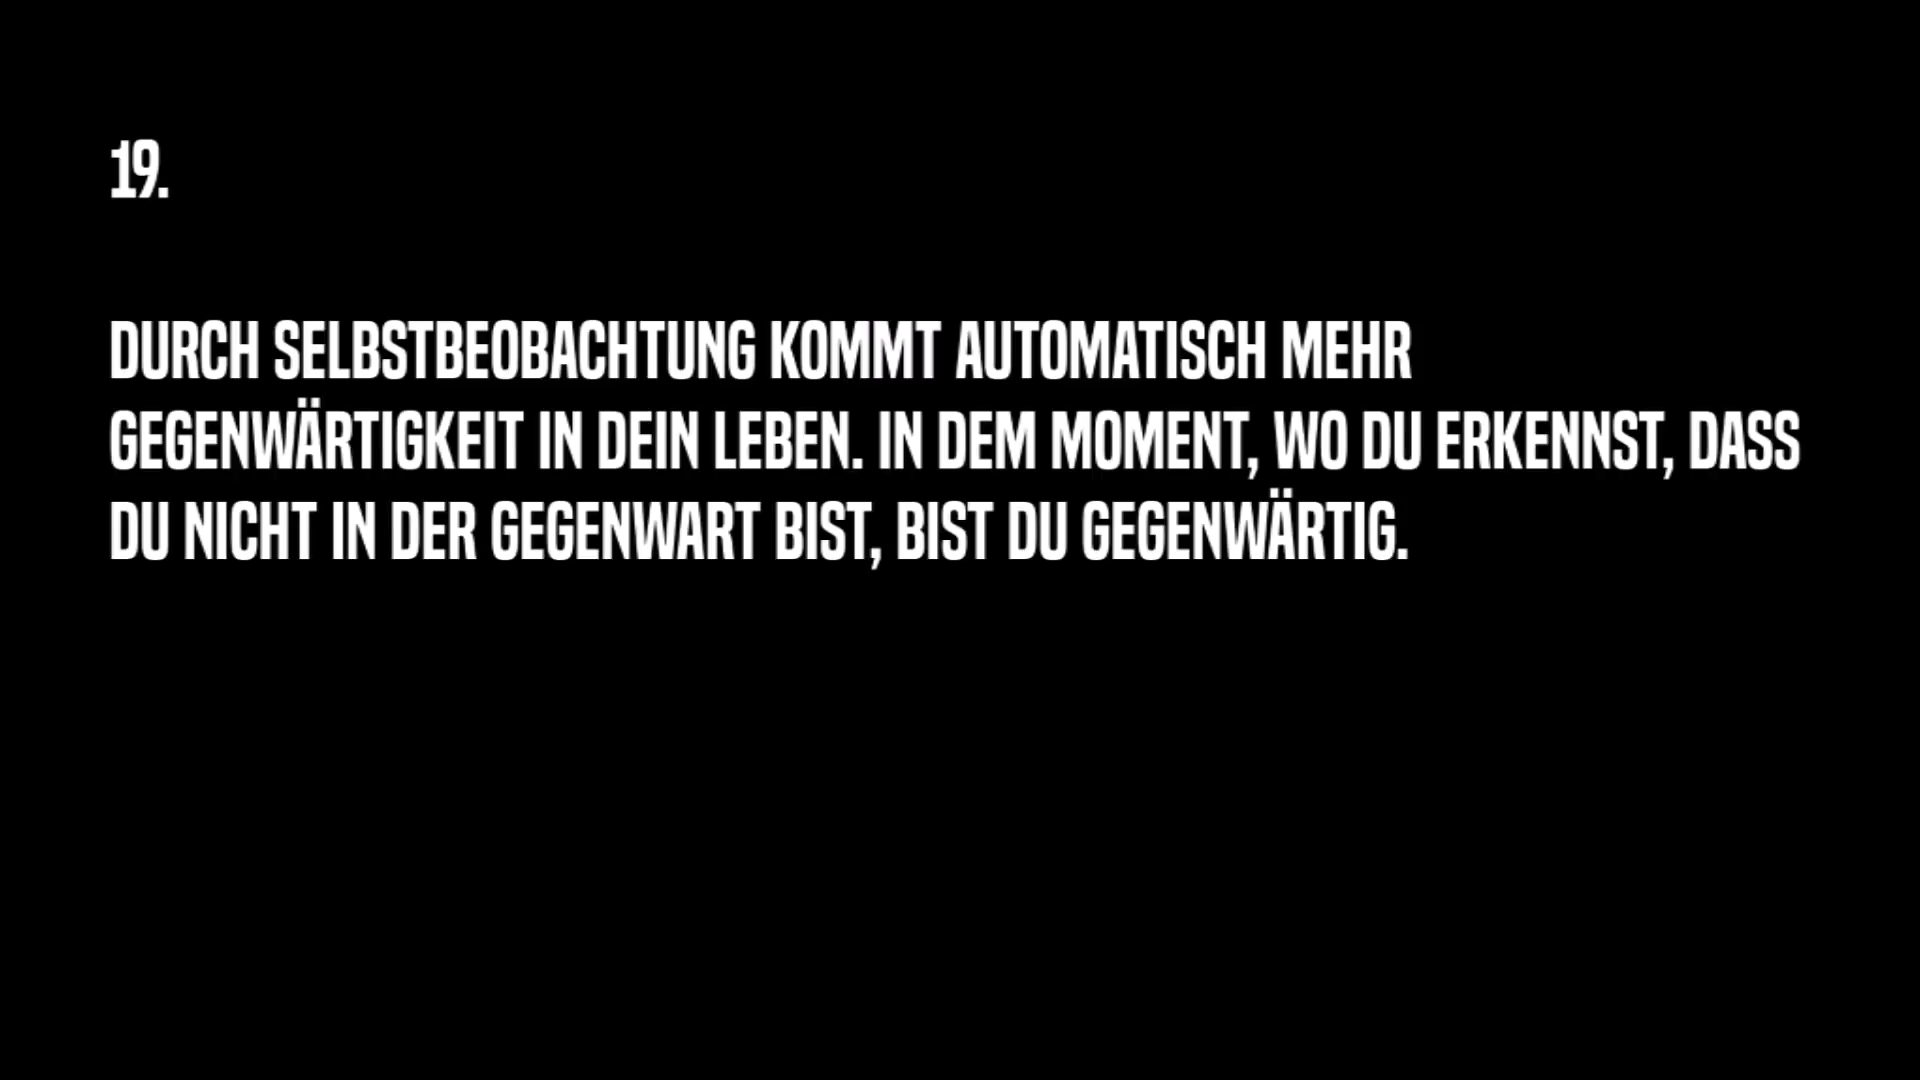 19.
DURCH SELBSTBEOBACHTUNG KOMMT AUTOMATISCH MEHR
GEGENWÄRTIGKEIT IN DEIN LEBEN. IN DEM MOMENT, WO DU ERKENNST, DASS
DU NICHT IN DER GEGENWART BIST, BIST DU GEGENWÄRTIG.